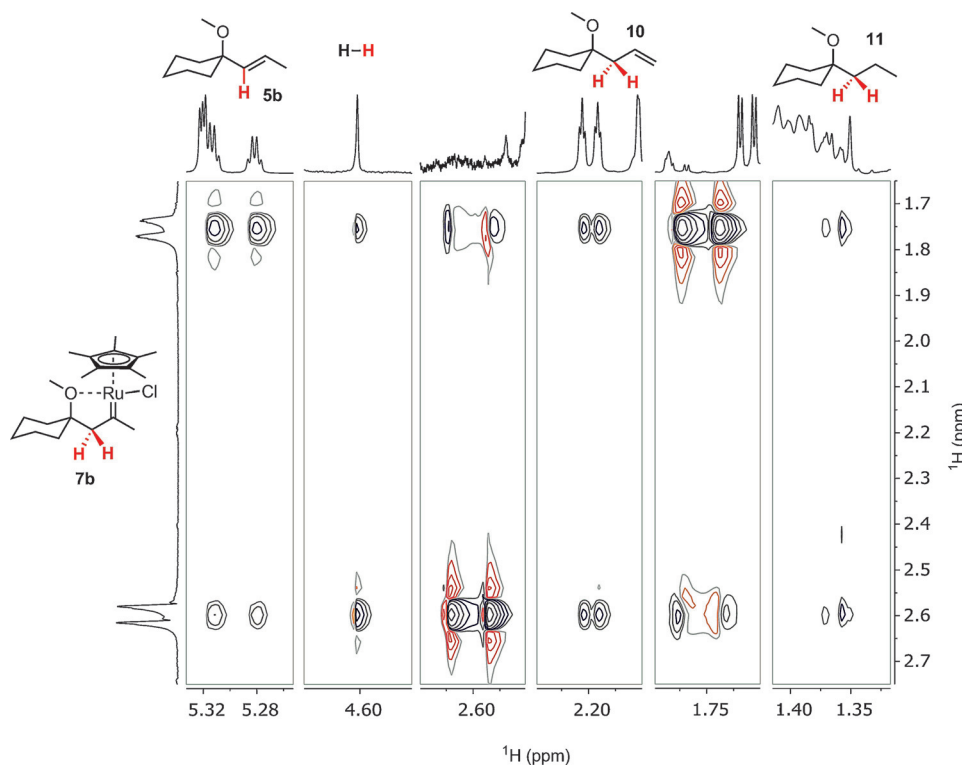 O
5b
H
H–H
10
O
H H
11
O
H H
1.7
1.8
1.9
2.0
2.1
2.2
2.3
2.4
2.5
2.6
2.7
¹H (ppm)
O Ru Cl
H H
7b
5.32 5.28 4.60 2.60 2.20 1.75 1.40 1.35
¹H (ppm)